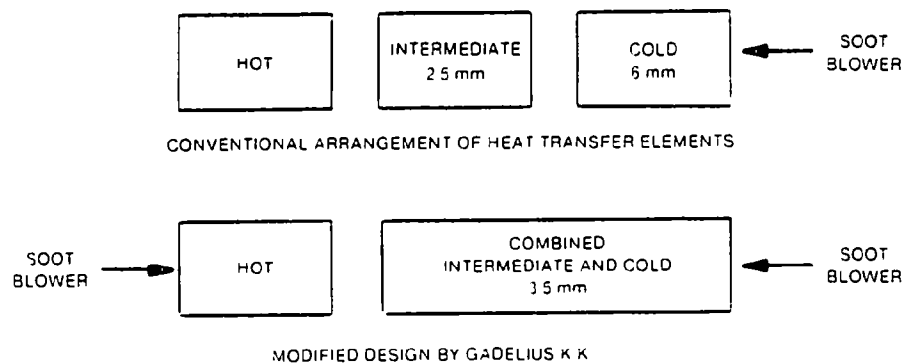 HOT
INTERMEDIATE
2.5 mm
COLD
6 mm
SOOT
BLOWER
CONVENTIONAL ARRANGEMENT OF HEAT TRANSFER ELEMENTS
SOOT
BLOWER
HOT
COMBINED
INTERMEDIATE AND COLD
3.5 mm
SOOT
BLOWER
MODIFIED DESIGN BY GADELIUS K K